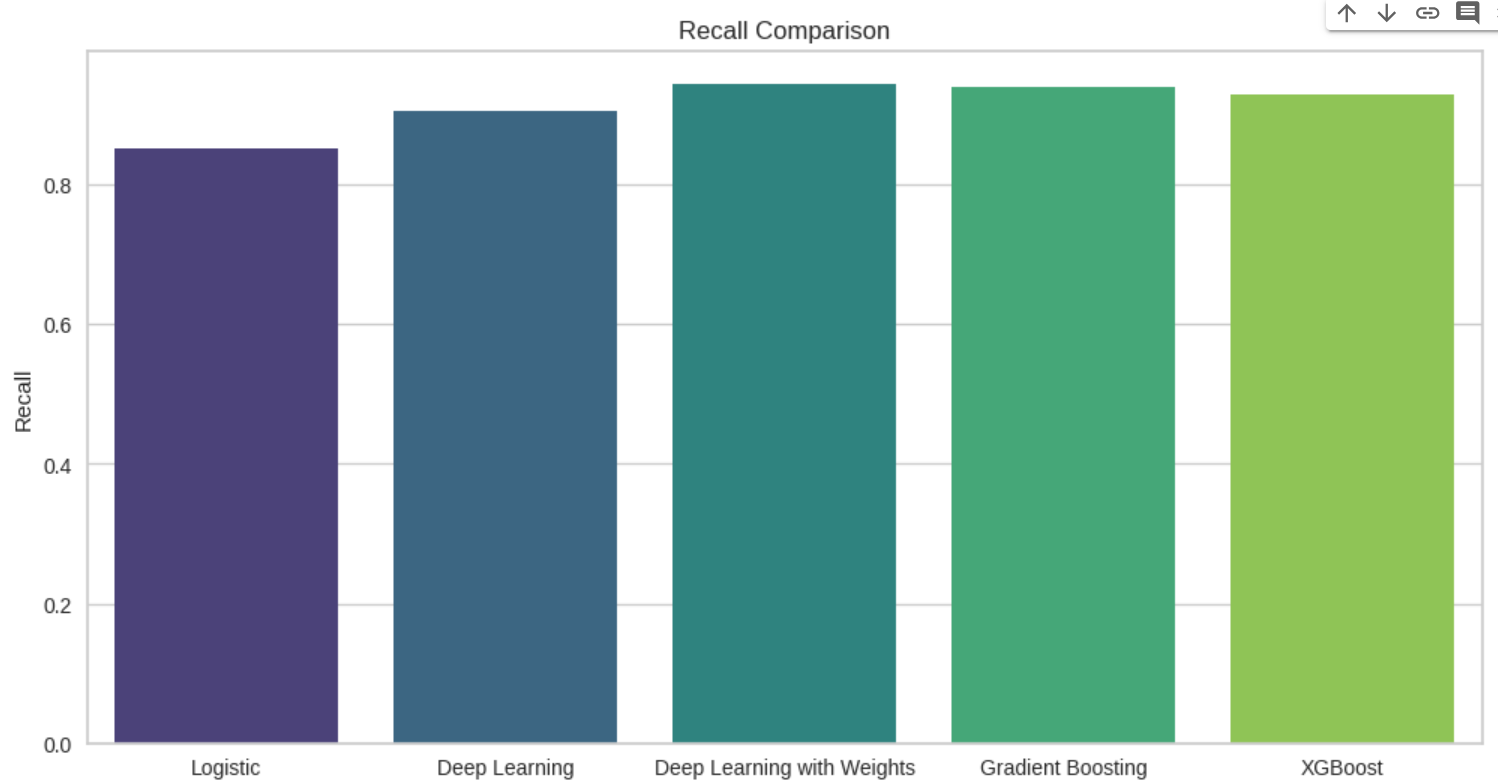 Recall Comparison
0.8
0.6
0.4
0.2
0.0
Recall
Logistic
Deep Learning
Deep Learning with Weights
Gradient Boosting
XGBoost